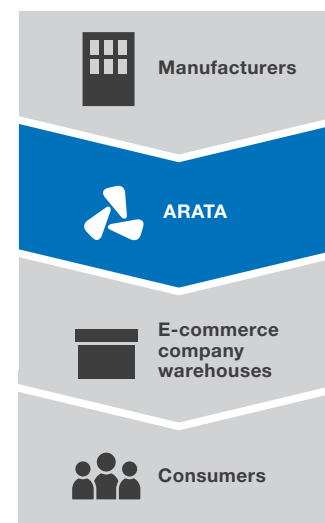 Manufacturers
ARATA
E-commerce
company
warehouses
Consumers